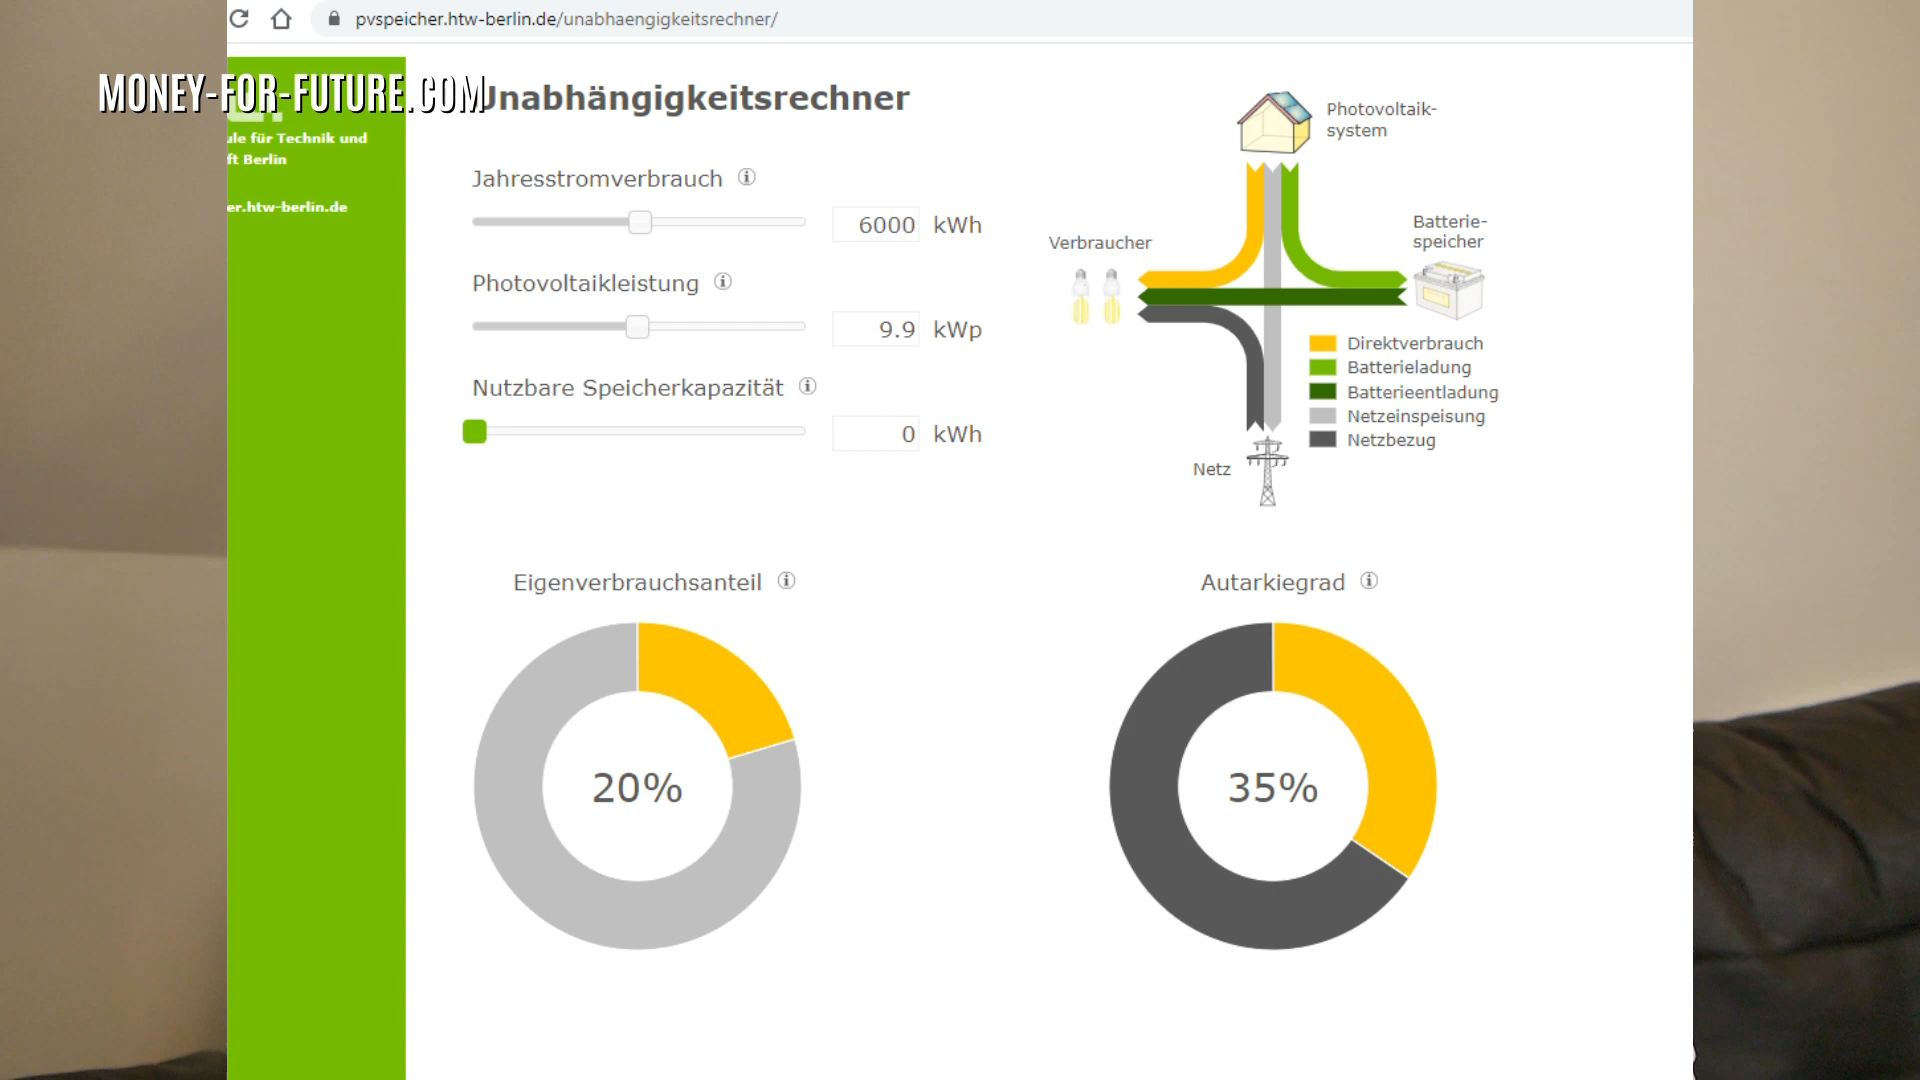 pvspeicher.htw-berlin.de/unabhaengigkeitsrechner/
MONEY-FOR-FUTURE.COM
Unabhängigkeitsrechner
ule für Technik und
ft Berlin
er.htw-berlin.de
Jahresstromverbrauch
6000 kWh
Photovoltaikleistung
9.9 kWp
Nutzbare Speicherkapazität
0 kWh
Photovoltaik-
system
Verbraucher
Batterie-
speicher
Direktverbrauch
Batterieladung
Batterieentladung
Netzeinspeisung
Netzbezug
Netz
Eigenverbrauchsanteil
20%
Autarkiegrad
35%